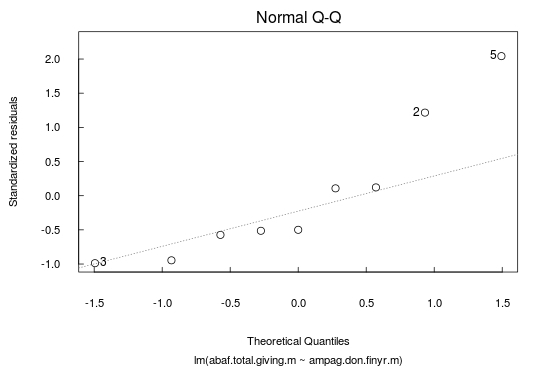 Normal Q-Q
Standardized residuals
2.0
1.5
1.0
0.5
0.0
-0.5
-1.0
5
2
3
-1.5 -1.0 -0.5 0.0 0.5 1.0 1.5
Theoretical Quantiles
lm(abaf.total.giving.m ~ ampag.don.finyr.m)